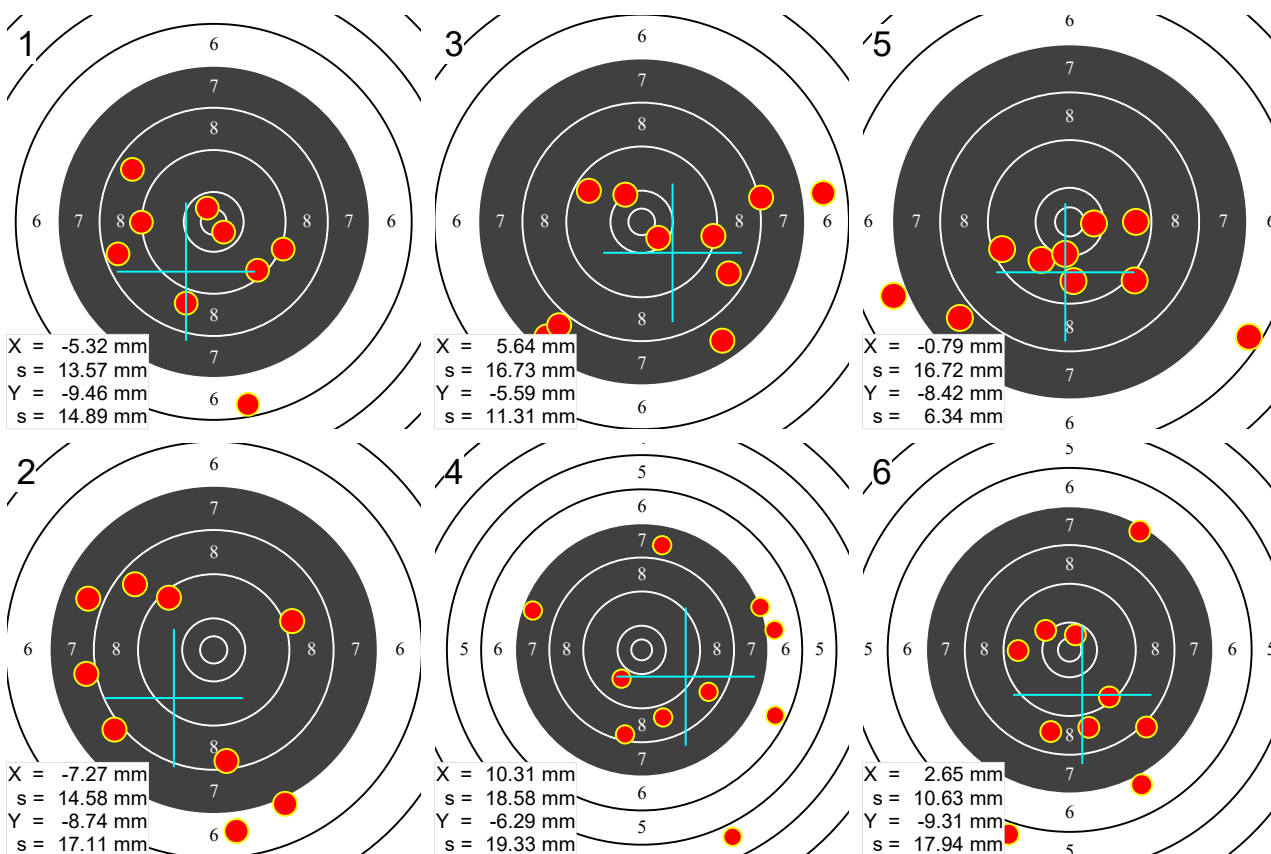 1
6
7
8
6 7 8 8 7 6
8
7
6
X = -5.32 mm
s = 13.57 mm
Y = -9.46 mm
s = 14.89 mm
3
6
7
8
6 7 8 8 7 6
8
7
6
X = 5.64 mm
s = 16.73 mm
Y = -5.59 mm
s = 11.31 mm
5
7
8
6 7 8 8 7 6
8
7
6
X = -0.79 mm
s = 16.72 mm
Y = -8.42 mm
s = 6.34 mm
2
6
7
8
6 7 8 8 7 6
8
7
6
X = -7.27 mm
s = 14.58 mm
Y = -8.74 mm
s = 17.11 mm
4
5
6
7
8
5 6 7 8 8 7 6 5
8
7
6
5
X = 10.31 mm
s = 18.58 mm
Y = -6.29 mm
s = 19.33 mm
6
5
6
7
8
5 6 7 8 8 7 6 5
8
7
6
5
X = 2.65 mm
s = 10.63 mm
Y = -9.31 mm
s = 17.94 mm